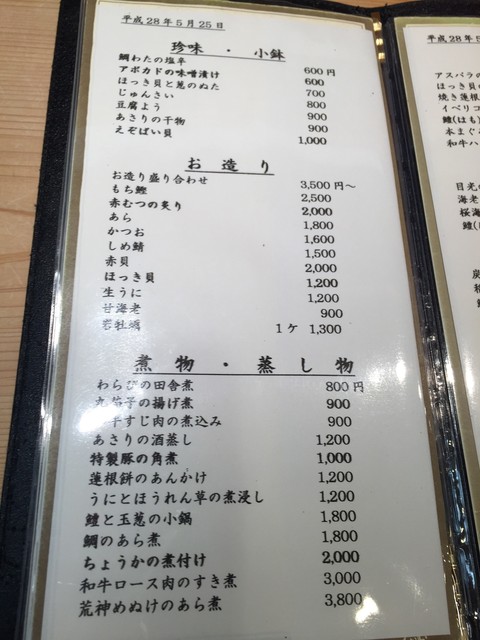 平成28年5月25日
珍味・小鉢
鯛わたの塩辛 600円
アボカドの味噌漬け 600
ほっき貝と葱のぬた 700
じゅんさい 800
豆腐よう 900
あさりの干物 900
えぞばい貝 1,000
お造り
お造り盛り合わせ 3,500円～
もち鰹 2,500
赤むつの炙り 2,000
あら 1,800
かつお 1,600
しめ鯖 1,500
赤貝 2,000
ほっき貝 1,200
生うに 1,200
甘海老 900
岩牡蠣 1ケ 1,300
煮物・蒸し物
わらびの田舎煮 800円
丸茄子の揚げ煮 900
牛すじ肉の煮込み 900
あさりの酒蒸し 1,200
特製豚の角煮 1,000
蓮根餅のあんかけ 1,200
うにとほうれん草の煮浸し 1,200
鱧と玉葱の小鍋 1,800
鯛のあら煮 1,800
ちょうかの煮付け 2,000
和牛ロース肉のすき煮 3,000
荒神めぬけのあら煮 3,800
平成28年5
アスパラの
ほっき貝の
焼き蓮根
イベリコ
鱧(はも)
本まぐ
和牛ハ
目光の
海老
桜海
鱧(